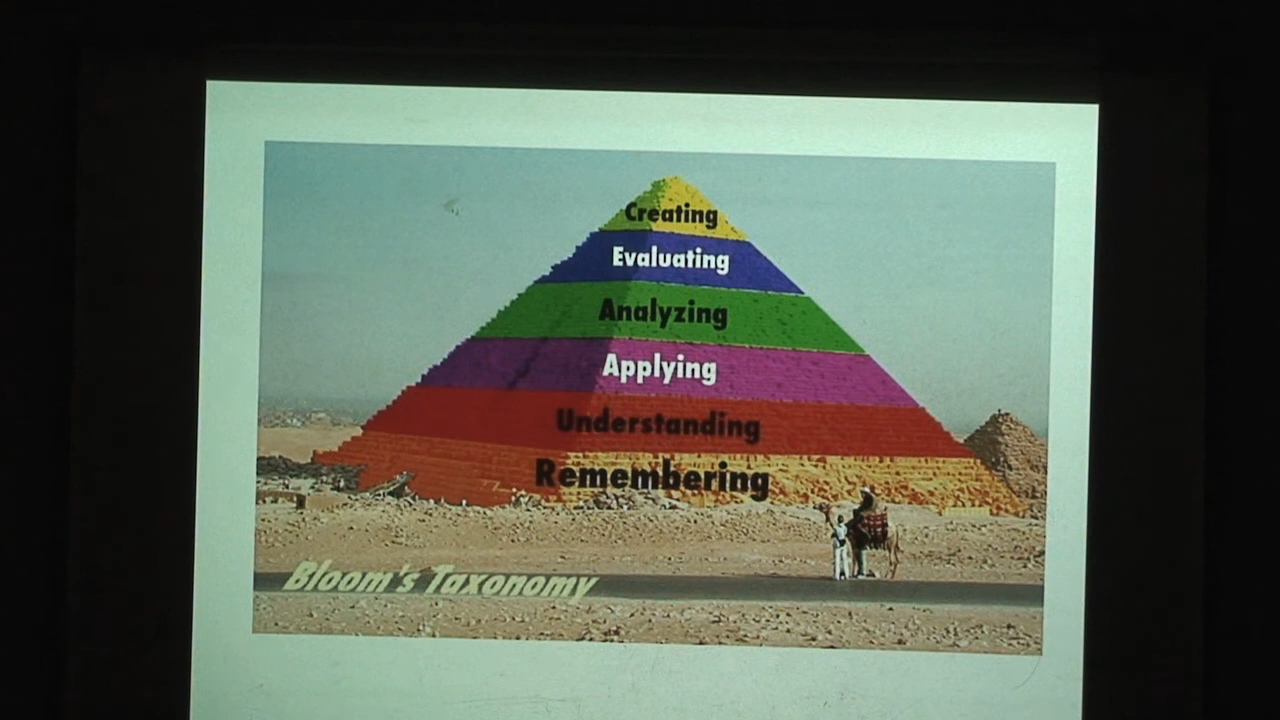 Creating
Evaluating
Analyzing
Applying
Understanding
Remembering
Bloom's Taxonomy